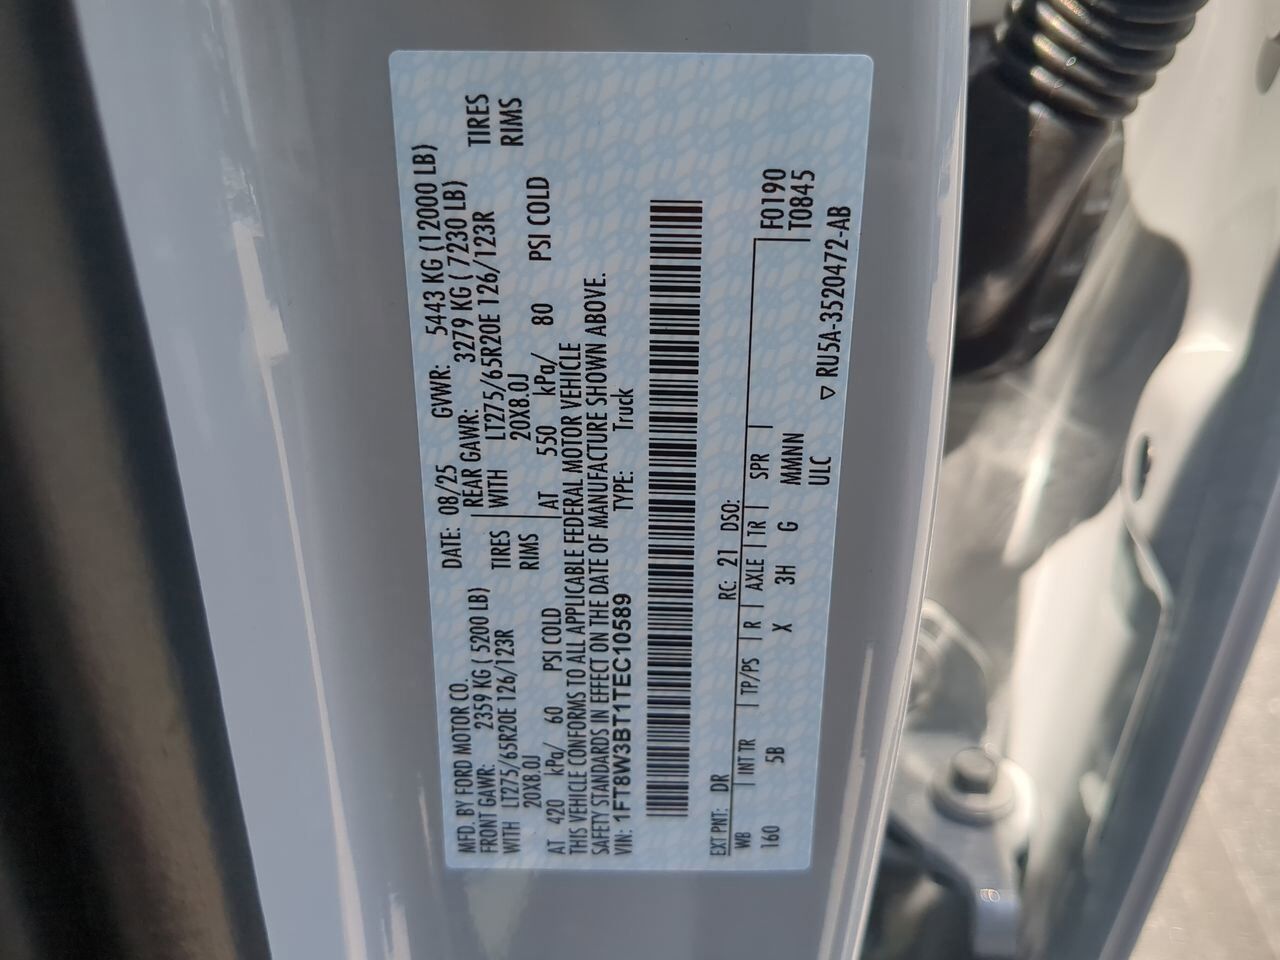 MFD. BY FORD MOTOR CO.
DATE: 08/25 GVWR: 5443 KG (12000 LB)
FRONT GAWR: 2359 KG ( 5200 LB)
REAR GAWR: 3279 KG ( 7230 LB)
WITH LT275/65R20E 126/123R TIRES
WITH LT275/65R20E 126/123R TIRES
20X8.0J RIMS
20X8.0J RIMS
AT 420 kPa/ 60 PSI COLD
AT 550 kPa/ 80 PSI COLD
THIS VEHICLE CONFORMS TO ALL APPLICABLE FEDERAL MOTOR VEHICLE
SAFETY STANDARDS IN EFFECT ON THE DATE OF MANUFACTURE SHOWN ABOVE.
VIN: 1FT8W3BT1TEC10589 TYPE: Truck
EXT PNT: DR RC: 21 DSO:
WB INT TR TP/PS R AXLE TR SPR F0190
160 5B X 3H G MMNN T0845
ULC
▽ RU5A-3520472-AB